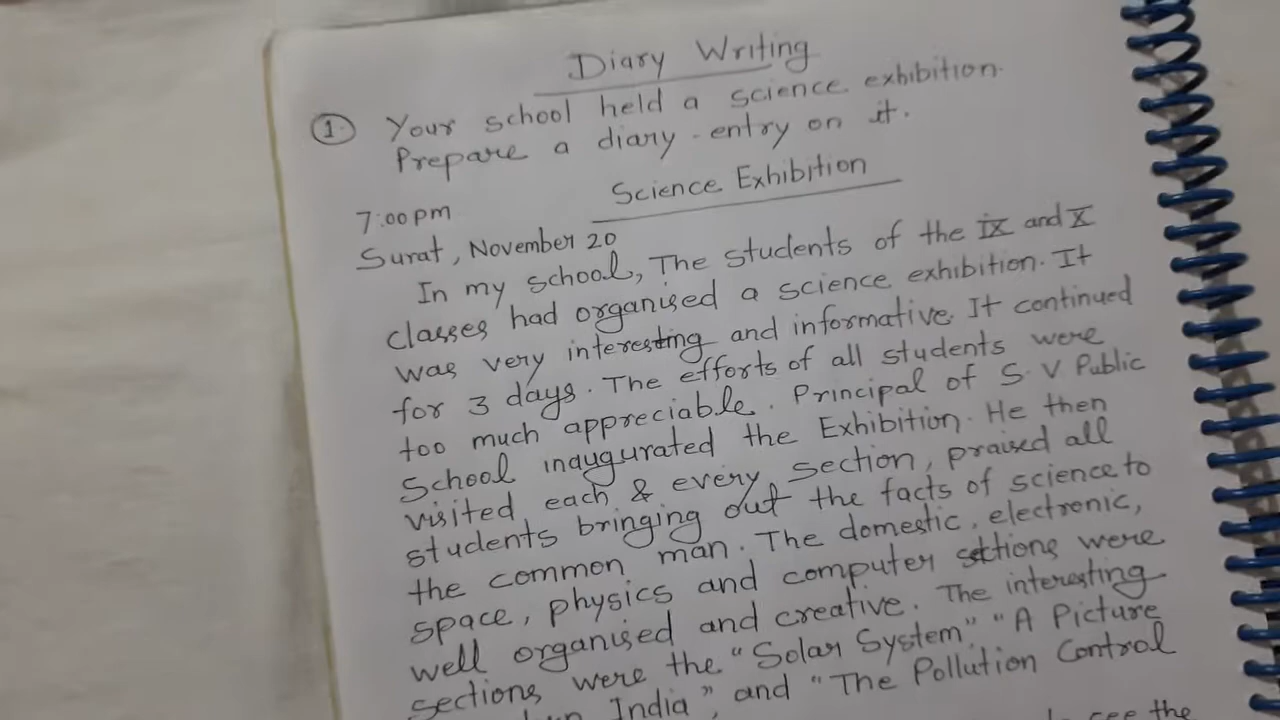 Diary Writing
1. Your school held a science exhibition.
Prepare a diary-entry on it.
Science Exhibition
7:00pm
Surat, November 20
In my school, The students of the IX and X
classes had organised a science exhibition. It
was very interesting and informative. It continued
for 3 days. The efforts of all students were
too much appreciable. Principal of S.V Public
School inaugurated the Exhibition. He then
visited each & every section, praised all
students bringing out the facts of science to
the common man. The domestic, electronic,
space, physics and computer sections were
well organised and creative. The interesting
sections were the "Solar System". "A Picture
India", and "The Pollution Control
see the